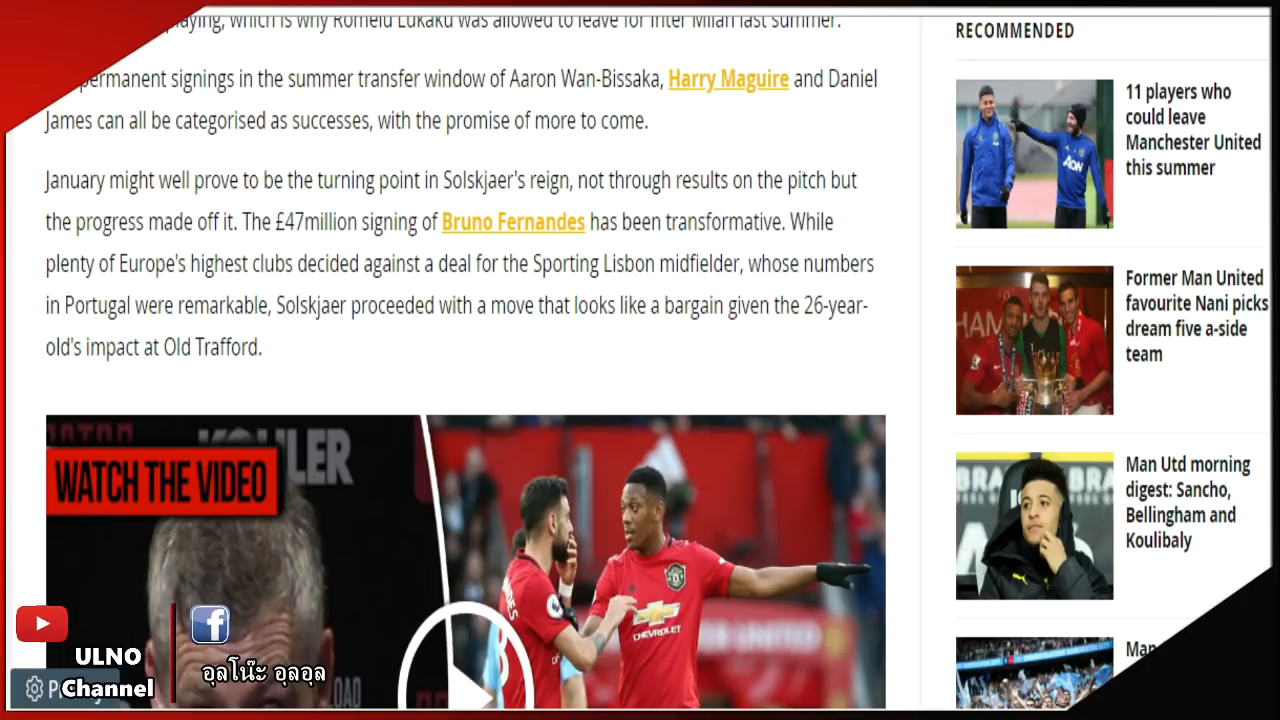 playing, which is why Romelu Lukaku was allowed to leave for Inter Milan last summer.
permanent signings in the summer transfer window of Aaron Wan-Bissaka, Harry Maguire and Daniel
James can all be categorised as successes, with the promise of more to come.
January might well prove to be the turning point in Solskjaer's reign, not through results on the pitch but
the progress made off it. The £47million signing of Bruno Fernandes has been transformative. While
plenty of Europe's highest clubs decided against a deal for the Sporting Lisbon midfielder, whose numbers
in Portugal were remarkable, Solskjaer proceeded with a move that looks like a bargain given the 26-year-
old's impact at Old Trafford.
KOHLER
WATCH THE VIDEO
CHEVROLET
ULNO
Channel
อุลโน๊ะ อุลอุล
RECOMMENDED
11 players who
could leave
Manchester United
this summer
AON
Former Man United
favourite Nani picks
dream five a-side
team
Man Utd morning
digest: Sancho,
Bellingham and
Koulibaly